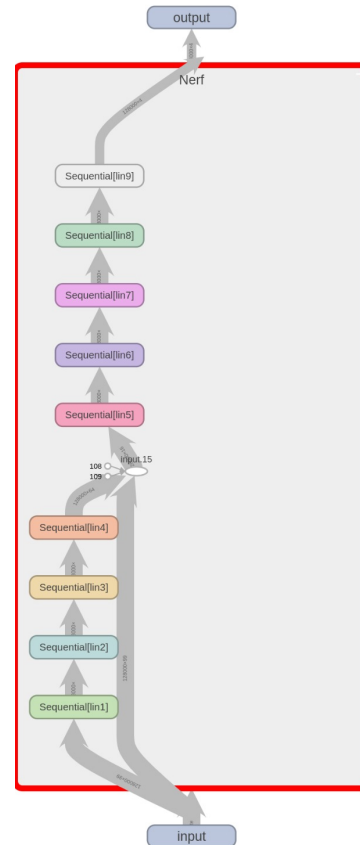 output
Nerf
Sequential[lin9]
Sequential[lin8]
Sequential[lin7]
Sequential[lin6]
Sequential[lin5]
input.15
108
109
Sequential[lin4]
Sequential[lin3]
Sequential[lin2]
Sequential[lin1]
input